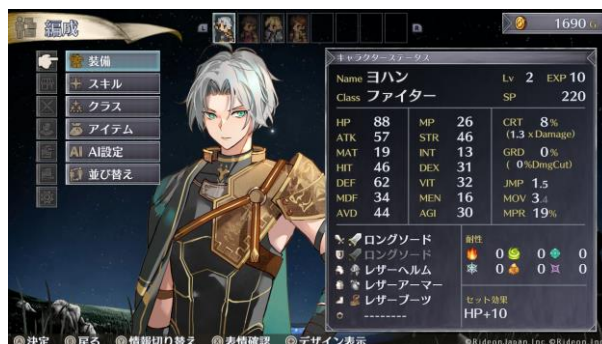 編成
1690 G
装備
スキル
クラス
アイテム
AI AI設定
並び替え
キャラクターステータス
Name ヨハン Lv 2 EXP 10
Class ファイター SP 220
HP 88 MP 26 CRT 8%
ATK 57 STR 46 (1.3 x Damage)
MAT 19 INT 13 GRD 0%
HIT 46 DEX 31 ( 0%DmgCut)
DEF 62 VIT 32 JMP 1.5
MDF 34 MEN 16 MOV 3.4
AVD 44 AGI 30 MPR 19%
ロングソード
ロングソード
レザーヘルム
レザーアーマー
レザーブーツ
--------
耐性
0 0 0
0 0 0
セット効果
HP+10
決定 戻る 情報切り替え 表情確認 デザイン表示
©RideonJapan,Inc.